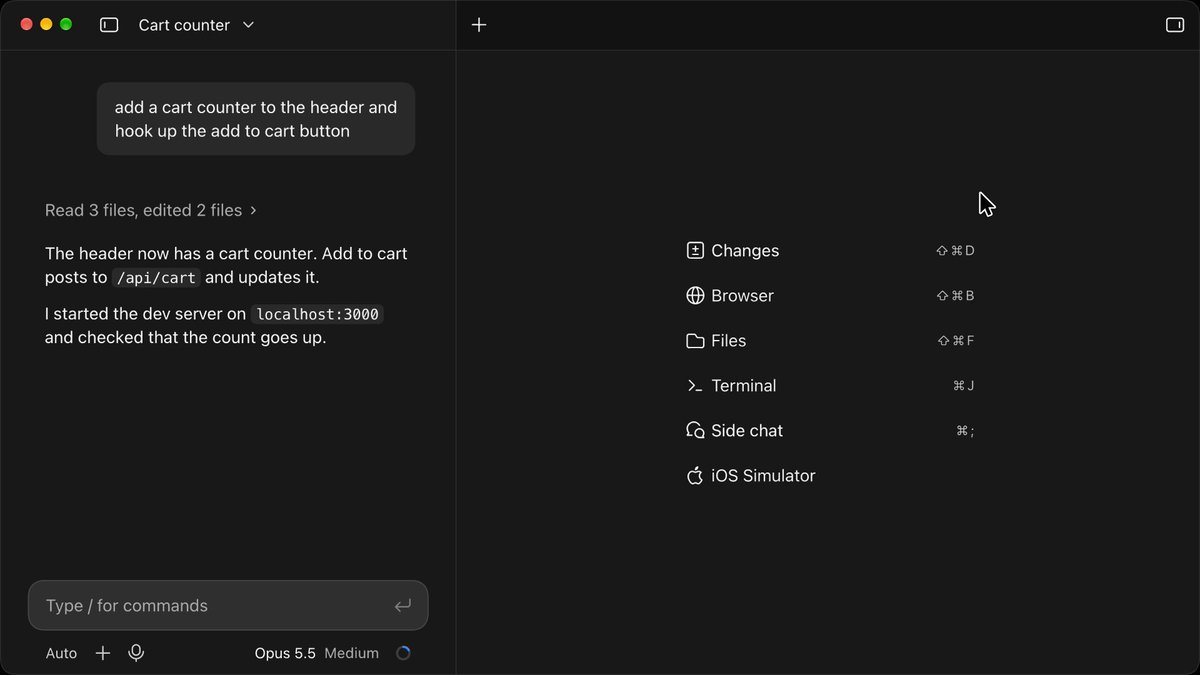 Cart counter
add a cart counter to the header and
hook up the add to cart button
Read 3 files, edited 2 files
The header now has a cart counter. Add to cart
posts to /api/cart and updates it.
I started the dev server on localhost:3000
and checked that the count goes up.
Type / for commands
Auto
Opus 5.5 Medium
Changes ⇧⌘D
Browser ⇧⌘B
Files ⇧⌘F
Terminal ⌘J
Side chat ⌘;
iOS Simulator